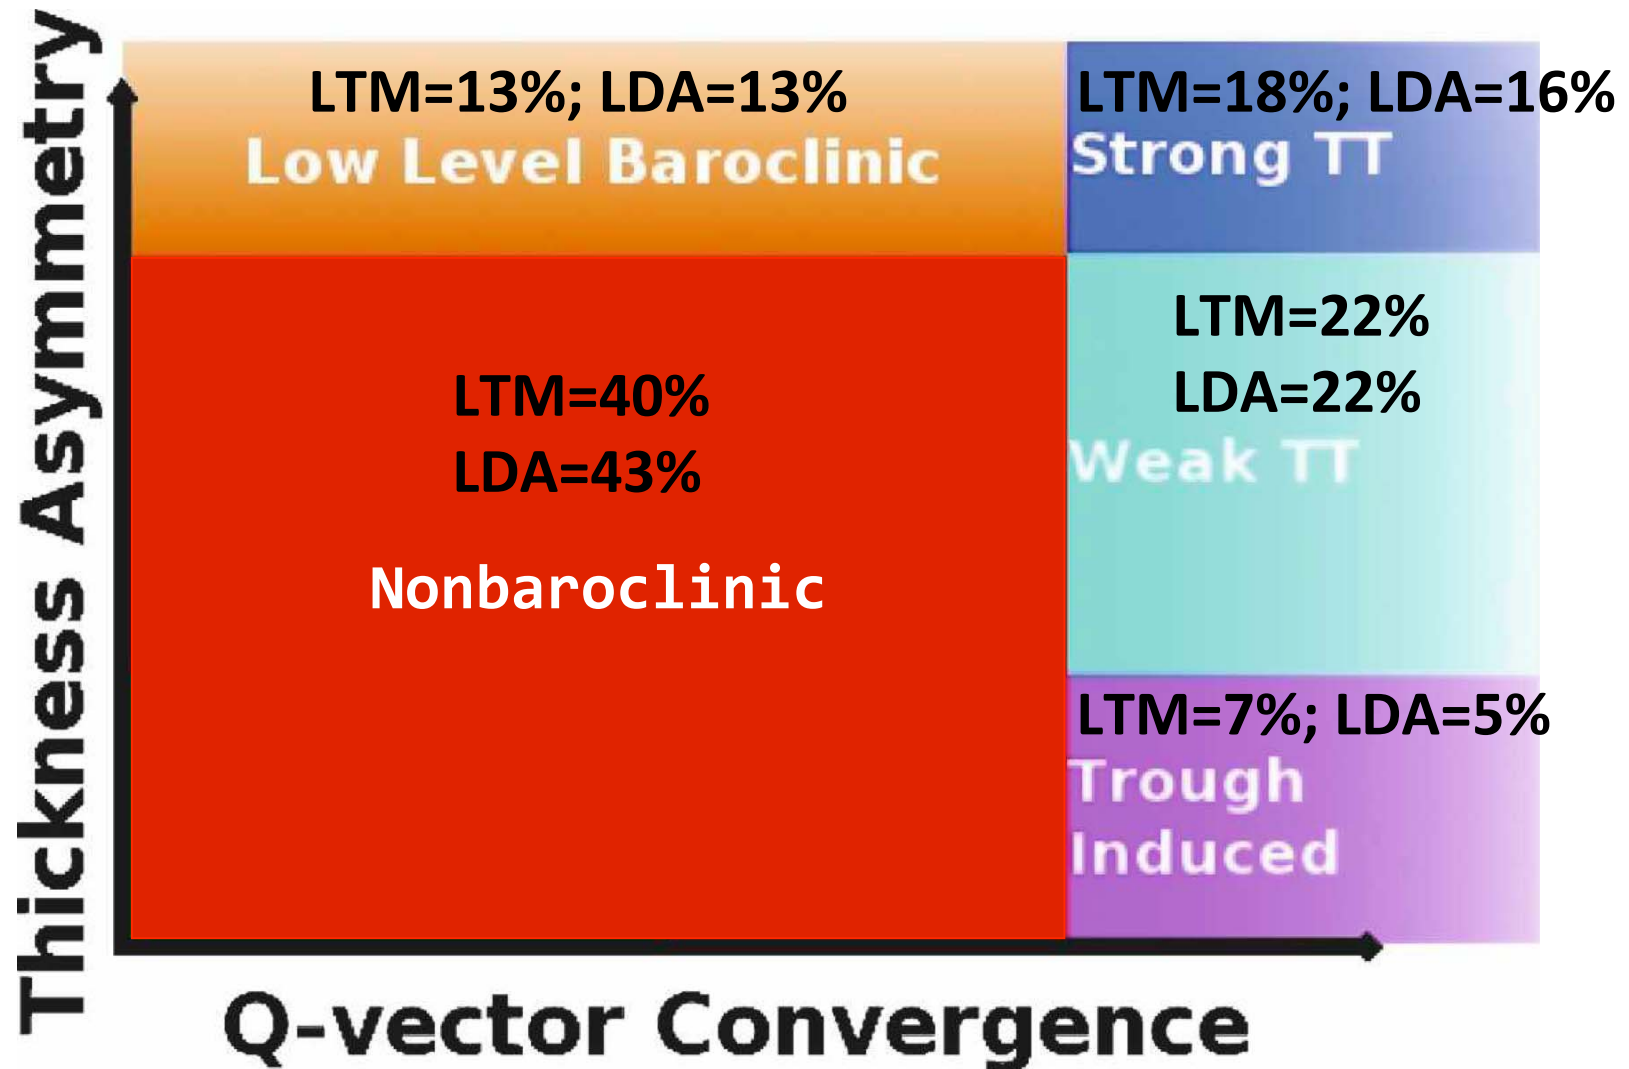 Thickness Asymmetry
LTM=13%; LDA=13%
Low Level Baroclinic
LTM=18%; LDA=16%
Strong TT
LTM=40%
LDA=43%
Nonbaroclinic
LTM=22%
LDA=22%
Weak TT
LTM=7%; LDA=5%
Trough
Induced
Q-vector Convergence